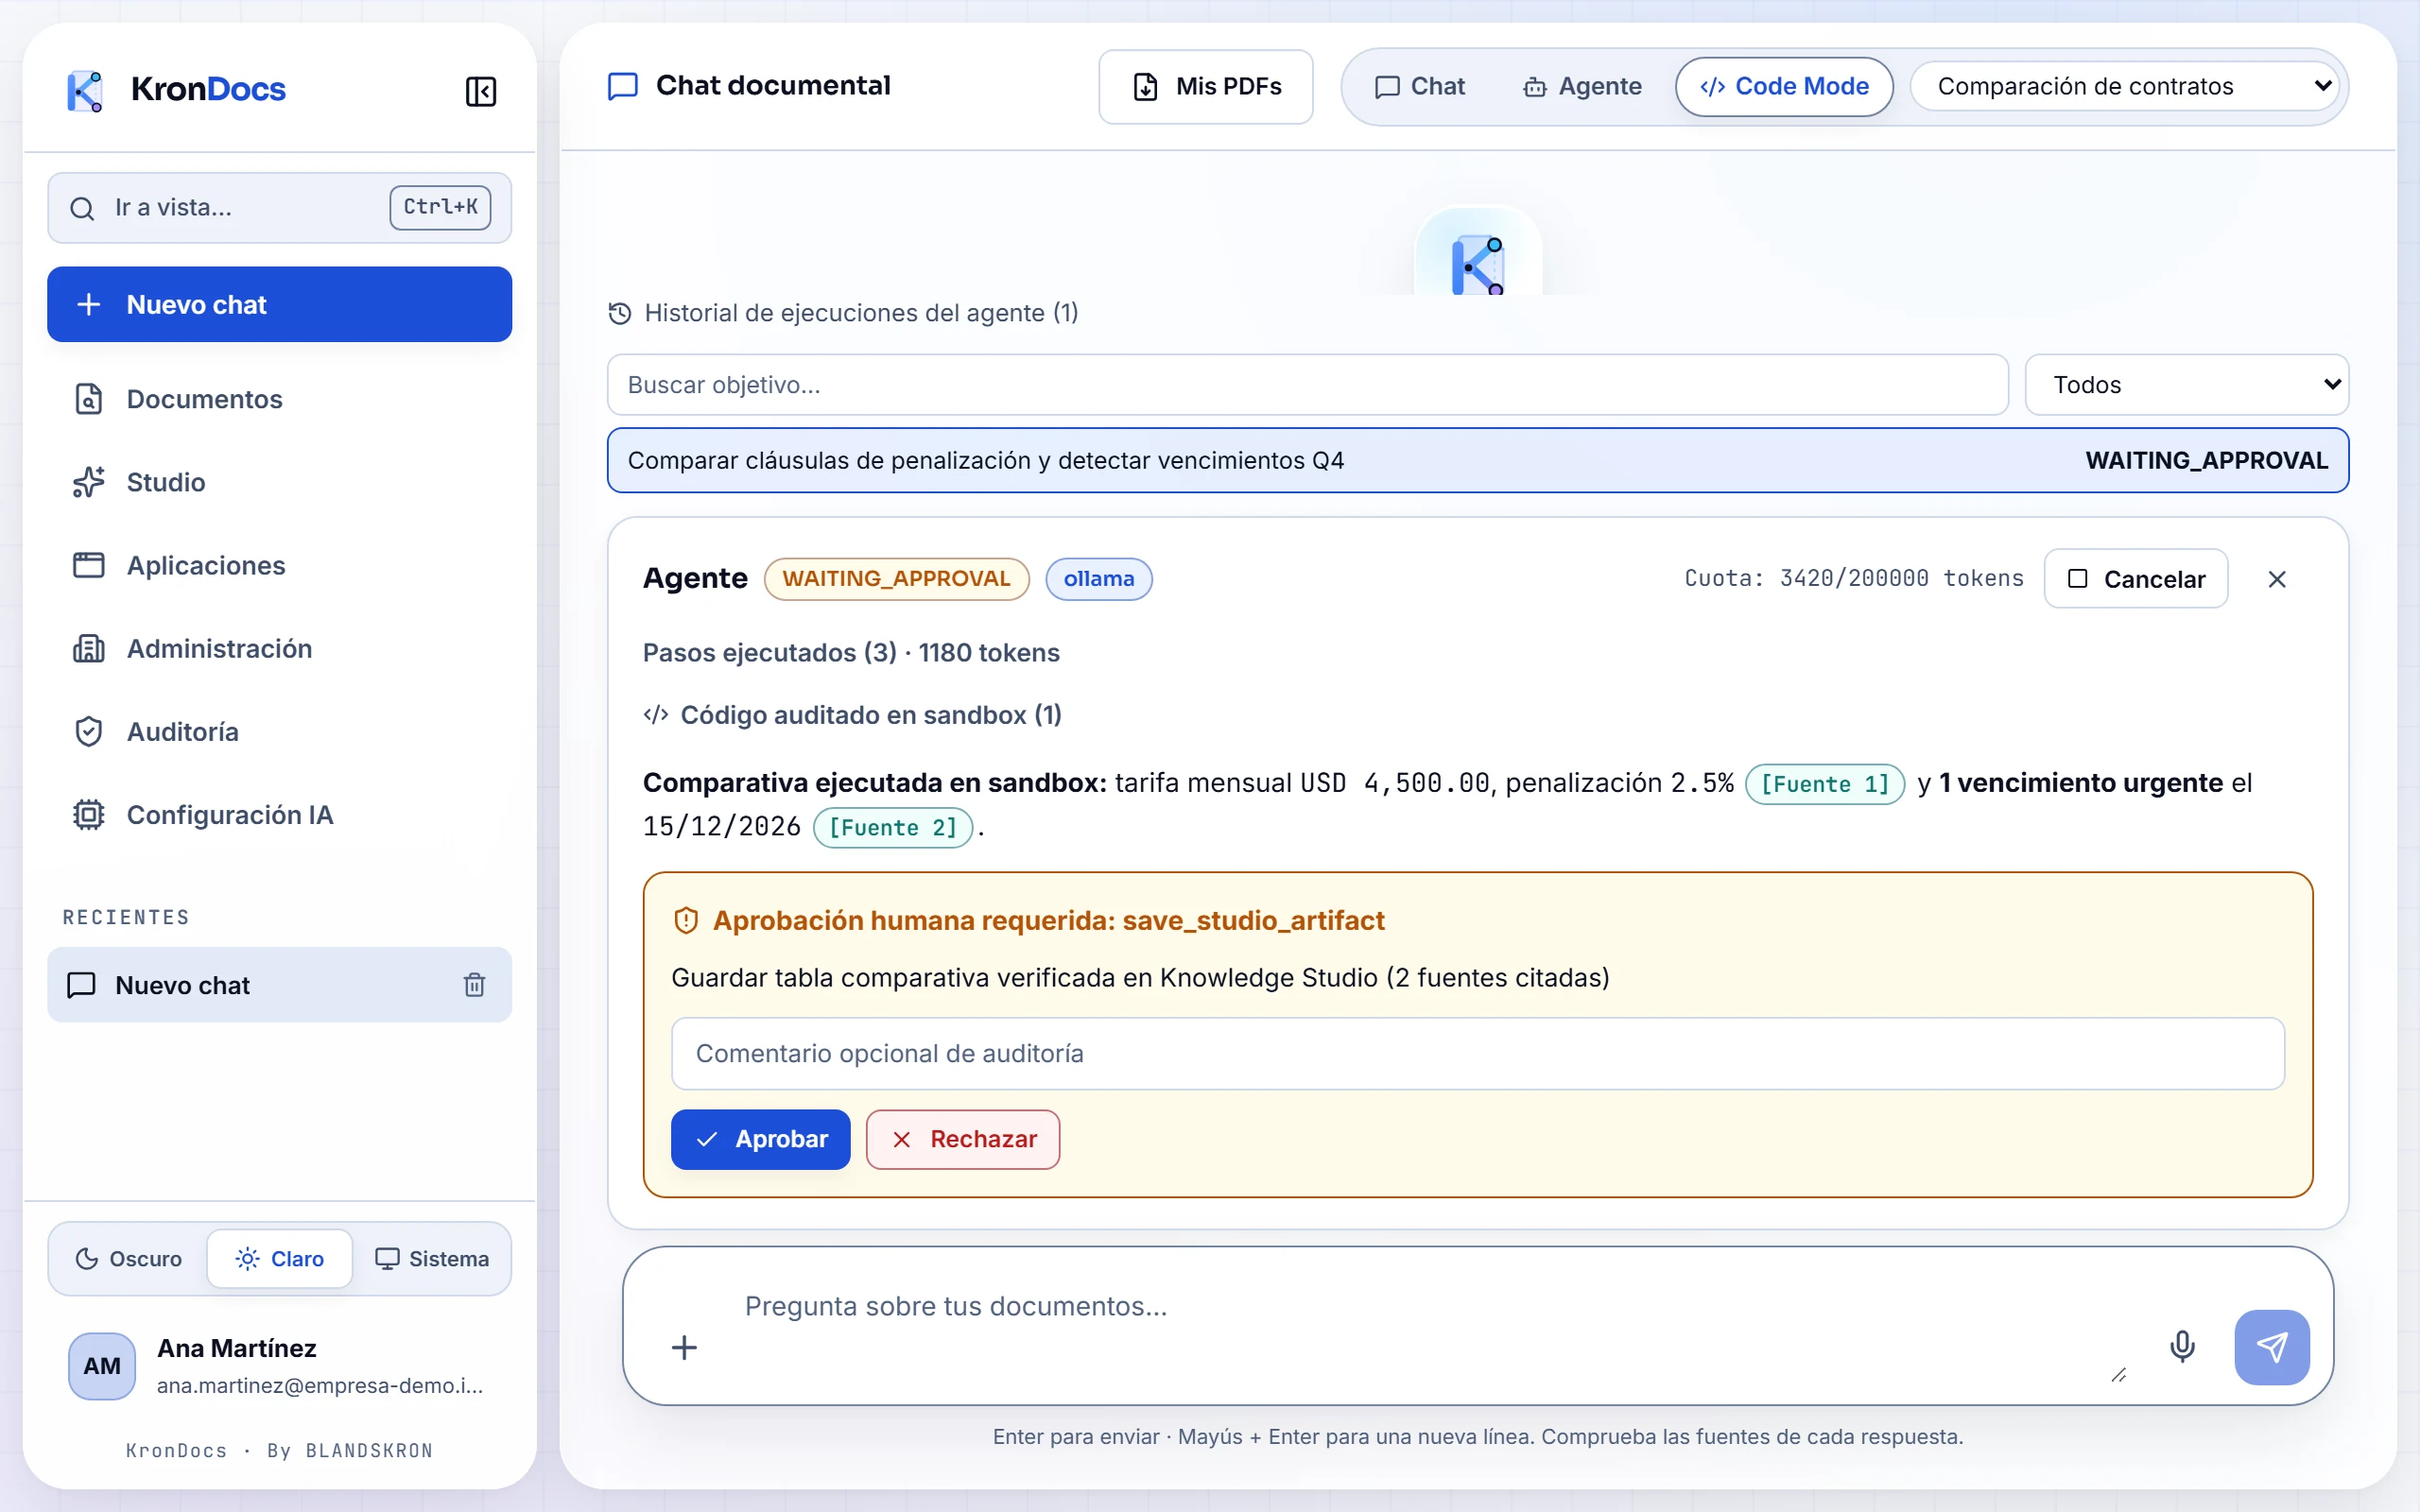 KronDocs
Ir a vista...
Ctrl+K
Nuevo chat
Documentos
Studio
Aplicaciones
Administración
Auditoría
Configuración IA
RECIENTES
Nuevo chat
Oscuro
Claro
Sistema
AM
Ana Martínez
ana.martinez@empresa-demo.i...
KronDocs · By BLANDSKRON
Chat documental
Mis PDFs
Chat
Agente
Code Mode
Comparación de contratos
Historial de ejecuciones del agente (1)
Buscar objetivo...
Todos
Comparar cláusulas de penalización y detectar vencimientos Q4
WAITING_APPROVAL
Agente
WAITING_APPROVAL
ollama
Cuota: 3420/200000 tokens
Cancelar
Pasos ejecutados (3) · 1180 tokens
Código auditado en sandbox (1)
Comparativa ejecutada en sandbox: tarifa mensual USD 4,500.00, penalización 2.5% [Fuente 1] y 1 vencimiento urgente el
15/12/2026 [Fuente 2].
Aprobación humana requerida: save_studio_artifact
Guardar tabla comparativa verificada en Knowledge Studio (2 fuentes citadas)
Comentario opcional de auditoría
Aprobar
Rechazar
Pregunta sobre tus documentos...
Enter para enviar · Mayús + Enter para una nueva línea. Comprueba las fuentes de cada respuesta.